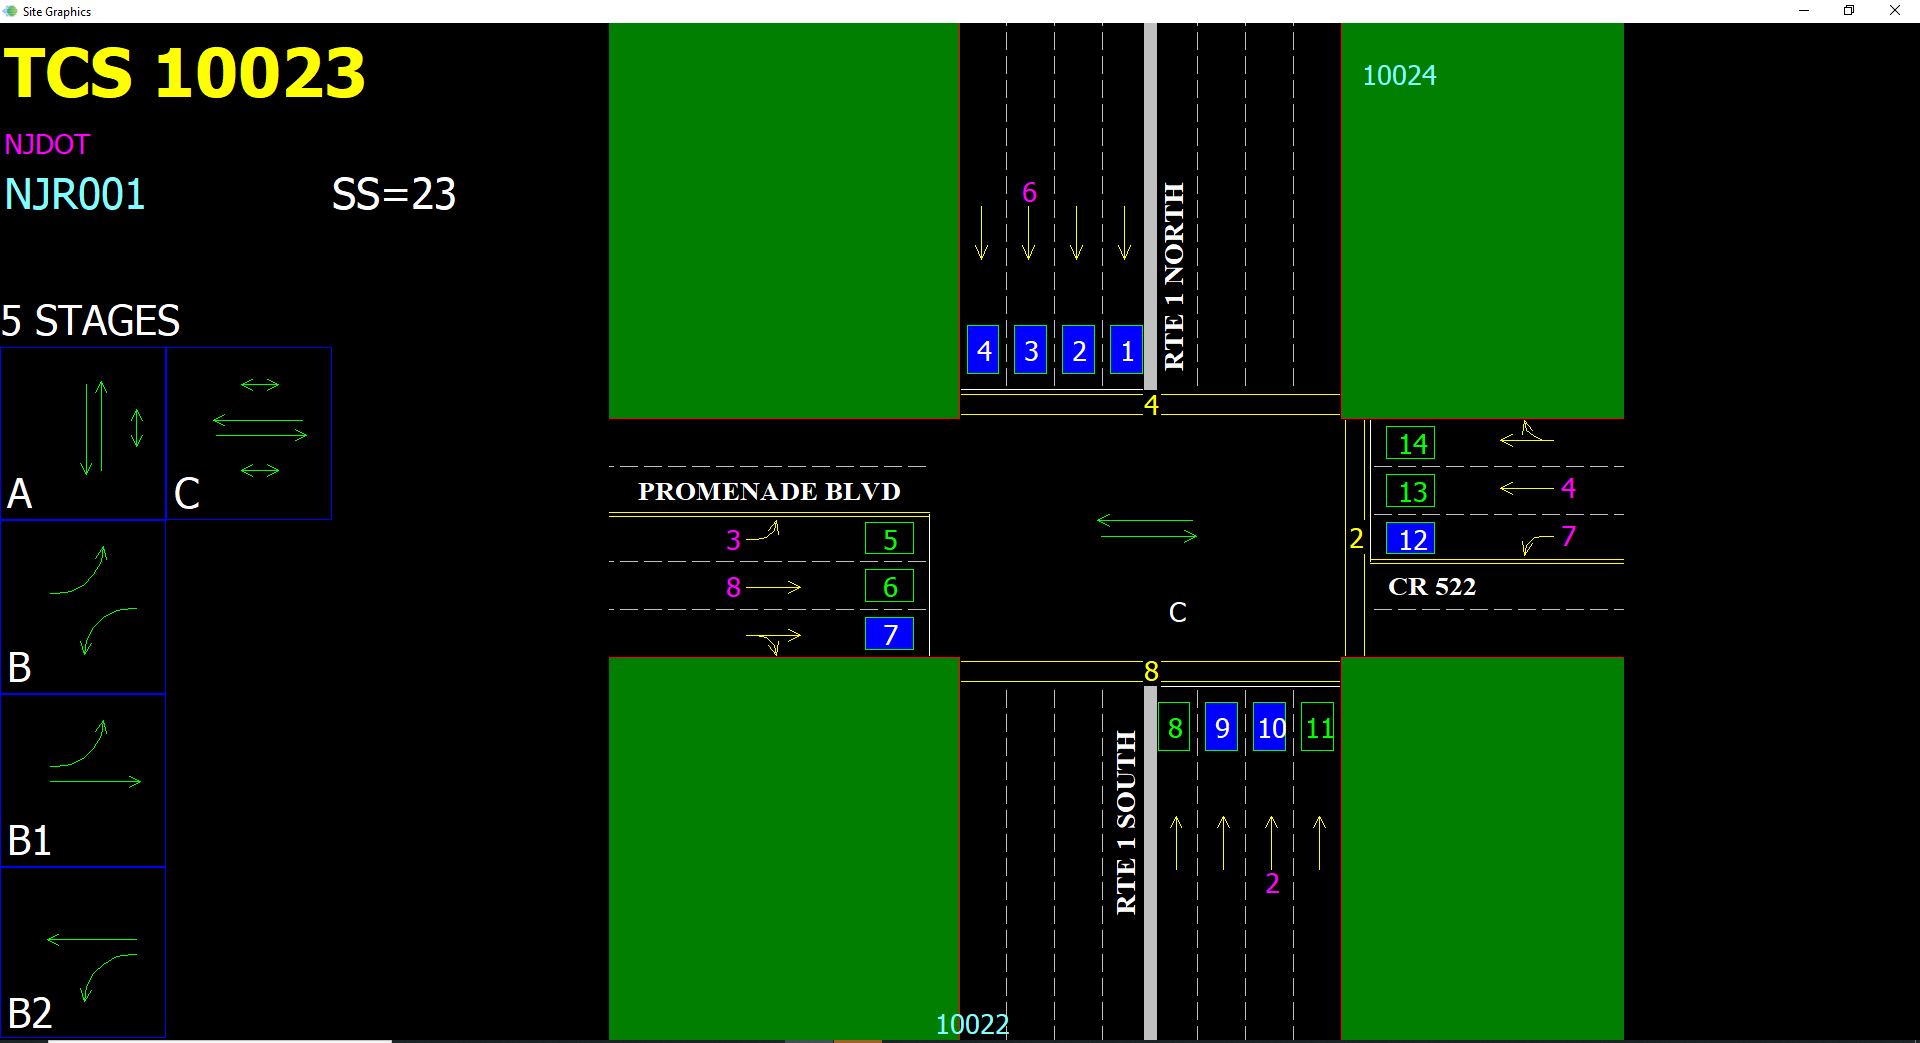 Site Graphics
TCS 10023
NJDOT
NJR001 SS=23
5 STAGES
A
C
B
B1
B2
10024
6
RTE 1 NORTH
4 3 2 1
4
14
13 4
12 7
2
CR 522
PROMENADE BLVD
3 5
8 6
7
C
8
8 9 10 11
RTE 1 SOUTH
2
10022